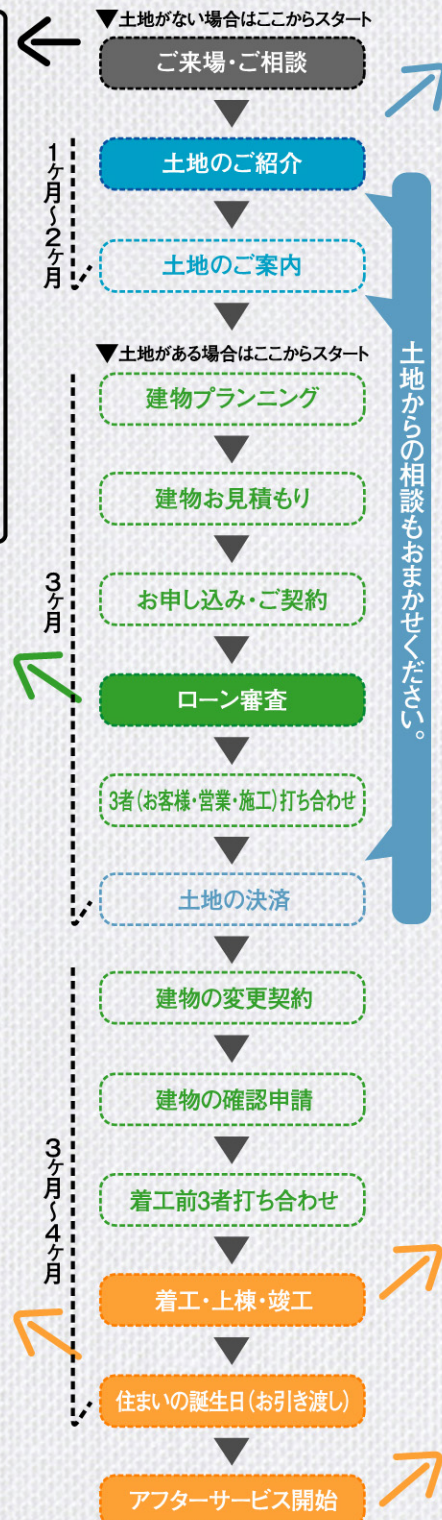 ▼土地がない場合はここからスタート
ご来場・ご相談
土地のご紹介
1ヶ月～2ヶ月
土地のご案内
▼土地がある場合はここからスタート
建物プランニング
建物お見積もり
お申し込み・ご契約
3ヶ月
ローン審査
3者(お客様・営業・施工)打ち合わせ
土地の決済
土地からの相談もおまかせください。
建物の変更契約
建物の確認申請
着工前3者打ち合わせ
3ヶ月～4ヶ月
着工・上棟・竣工
住まいの誕生日(お引き渡し)
アフターサービス開始